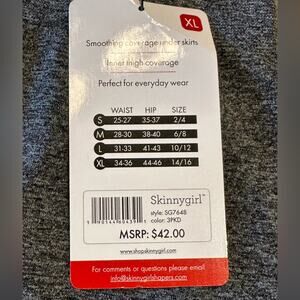 XL
Smoothing coverage under skirts
Inner thigh coverage
Perfect for everyday wear
WAIST HIP SIZE
S 25-27 35-37 2/4
M 28-30 38-40 6/8
L 31-33 41-43 10/12
XL 34-36 44-46 14/16
Skinnygirl™
style: SG7648
color: 3PKD
MSRP: $42.00
www.shopskinnygirl.com
For comments or questions please email
info@skinnygirlshapers.com